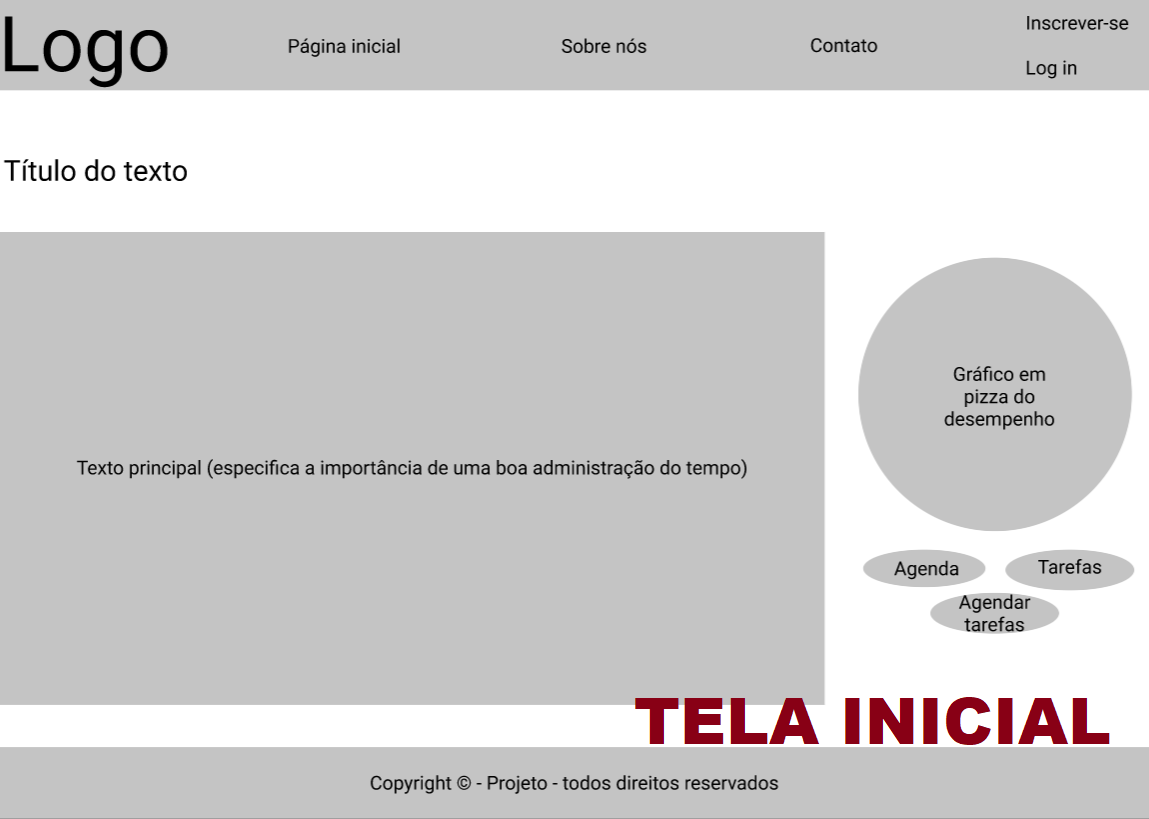 Logo
Página inicial
Sobre nós
Contato
Inscrever-se
Log in
Título do texto
Texto principal (especifica a importância de uma boa administração do tempo)
Gráfico em
pizza do
desempenho
Agenda
Tarefas
Agendar
tarefas
TELA INICIAL
Copyright © - Projeto - todos direitos reservados